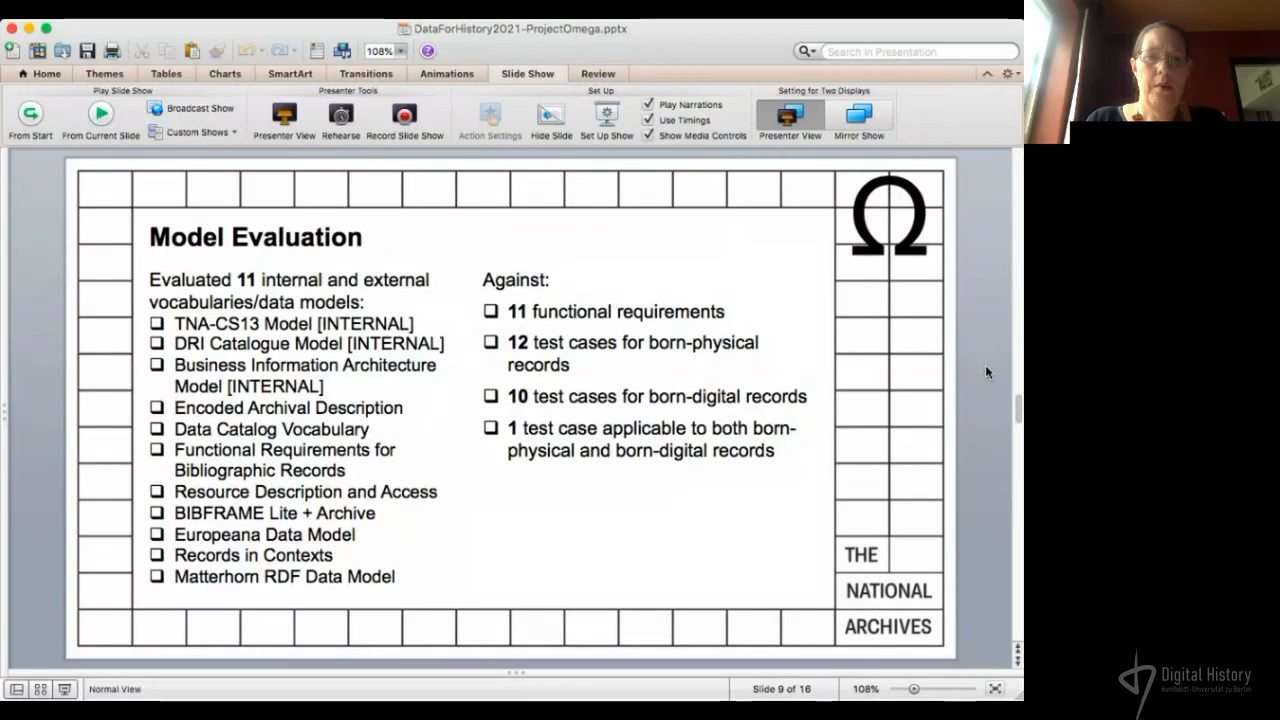 DataForHistory2021-ProjectOmega.pptx
108%
Search in Presentation
Home
Themes
Tables
Charts
SmartArt
Transitions
Animations
Slide Show
Review
Play Slide Show
Presenter Tools
Set Up
Setting for Two Displays
From Start
From Current Slide
Broadcast Show
Custom Shows
Presenter View
Rehearse
Record Slide Show
Action Settings
Hide Slide
Set Up Show
Play Narrations
Use Timings
Show Media Controls
Presenter View
Mirror Show
Ω
Model Evaluation
Evaluated 11 internal and external
vocabularies/data models:
TNA-CS13 Model [INTERNAL]
DRI Catalogue Model [INTERNAL]
Business Information Architecture
Model [INTERNAL]
Encoded Archival Description
Data Catalog Vocabulary
Functional Requirements for
Bibliographic Records
Resource Description and Access
BIBFRAME Lite + Archive
Europeana Data Model
Records in Contexts
Matterhorn RDF Data Model
Against:
11 functional requirements
12 test cases for born-physical
records
10 test cases for born-digital records
1 test case applicable to both born-
physical and born-digital records
THE
NATIONAL
ARCHIVES
Normal View
Slide 9 of 16
108%
Digital History
Humboldt-Universität zu Berlin